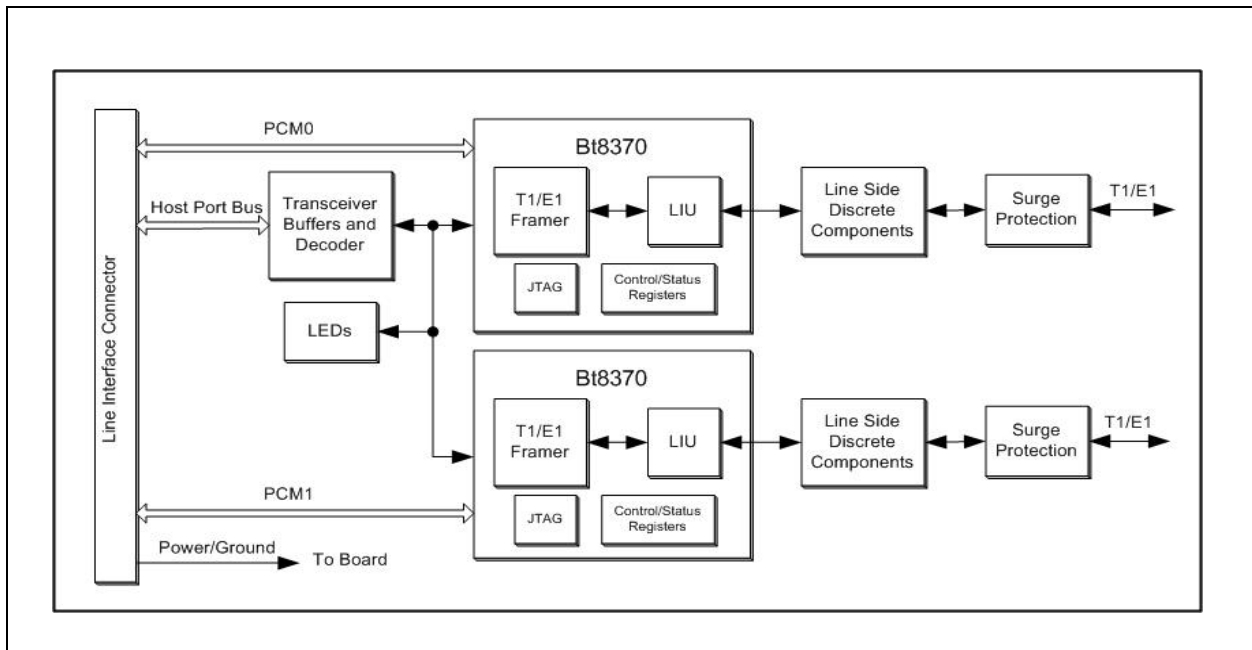 Line Interface Connector
PCM0
Host Port Bus
Transceiver
Buffers and
Decoder
LEDs
Bt8370
T1/E1
Framer
LIU
JTAG
Control/Status
Registers
Line Side
Discrete
Components
Surge
Protection
T1/E1
Bt8370
T1/E1
Framer
LIU
JTAG
Control/Status
Registers
Line Side
Discrete
Components
Surge
Protection
T1/E1
PCM1
Power/Ground
To Board